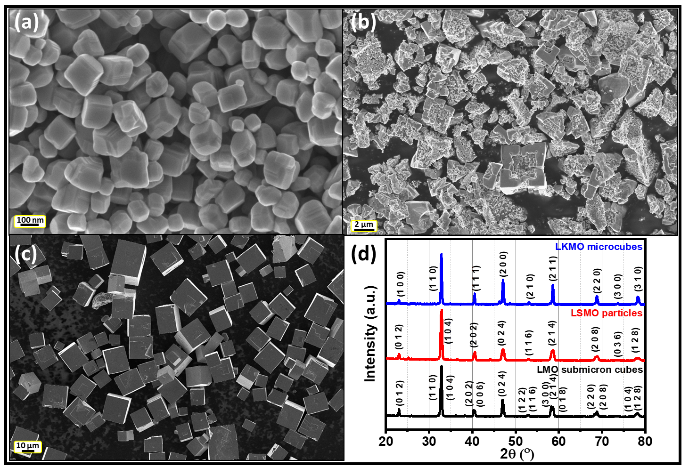 (a)
100 nm
(b)
2 µm
(c)
10 µm
(d)
LKMO microcubes
(1 0 0)
(1 1 0)
(1 1 1)
(2 0 0)
(2 1 0)
(2 1 1)
(2 2 0)
(3 0 0)
(3 1 0)
LSMO particles
(0 1 2)
(1 0 4)
(2 0 2)
(0 2 4)
(1 1 6)
(2 1 4)
(2 0 8)
(0 3 6)
(1 2 8)
LMO submicron cubes
(0 1 2)
(1 1 0)
(1 0 4)
(2 0 2)
(0 0 6)
(0 2 4)
(1 2 2)
(1 1 6)
(3 0 0)
(2 1 4)
(0 1 8)
(2 2 0)
(2 0 8)
(1 0 4)
(1 2 8)
Intensity (a.u.)
20 30 40 50 60 70 80
2θ (°)